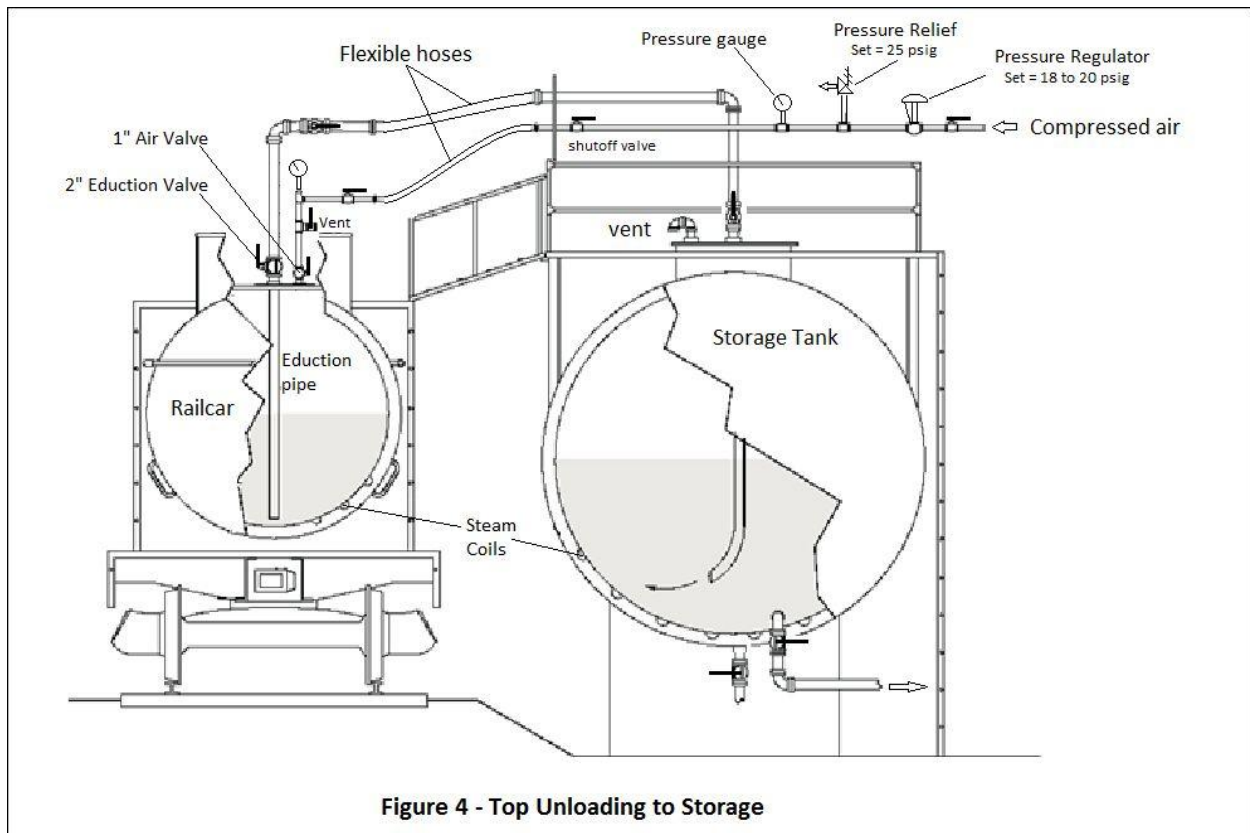 Pressure Relief
Set = 25 psig
Pressure gauge
Pressure Regulator
Set = 18 to 20 psig
Flexible hoses
Compressed air
1" Air Valve
shutoff valve
2" Eduction Valve
Vent
vent
Storage Tank
Eduction
pipe
Railcar
Steam
Coils
Figure 4 - Top Unloading to Storage